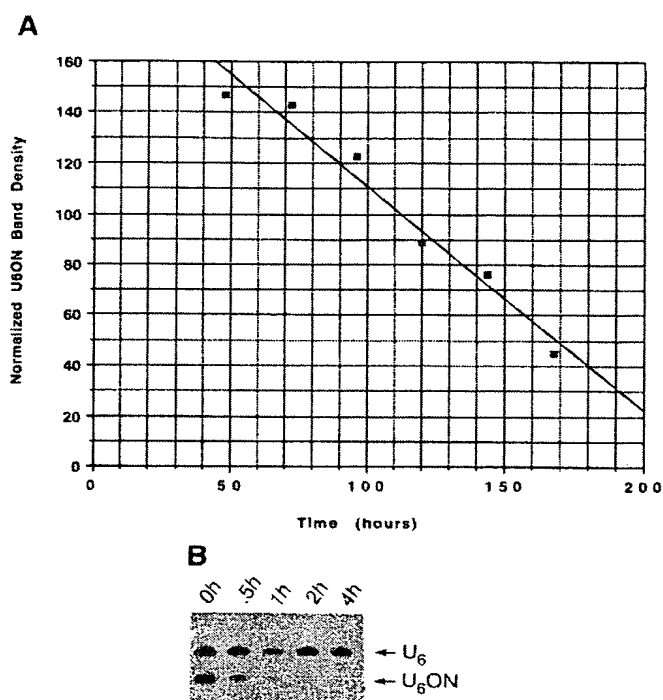 A
160
140
120
100
80
60
40
20
0
Normalized U6ON Band Density
0 50 100 150 200
Time (hours)
B
0h .5h 1h 2h 4h
← U6
← U6ON